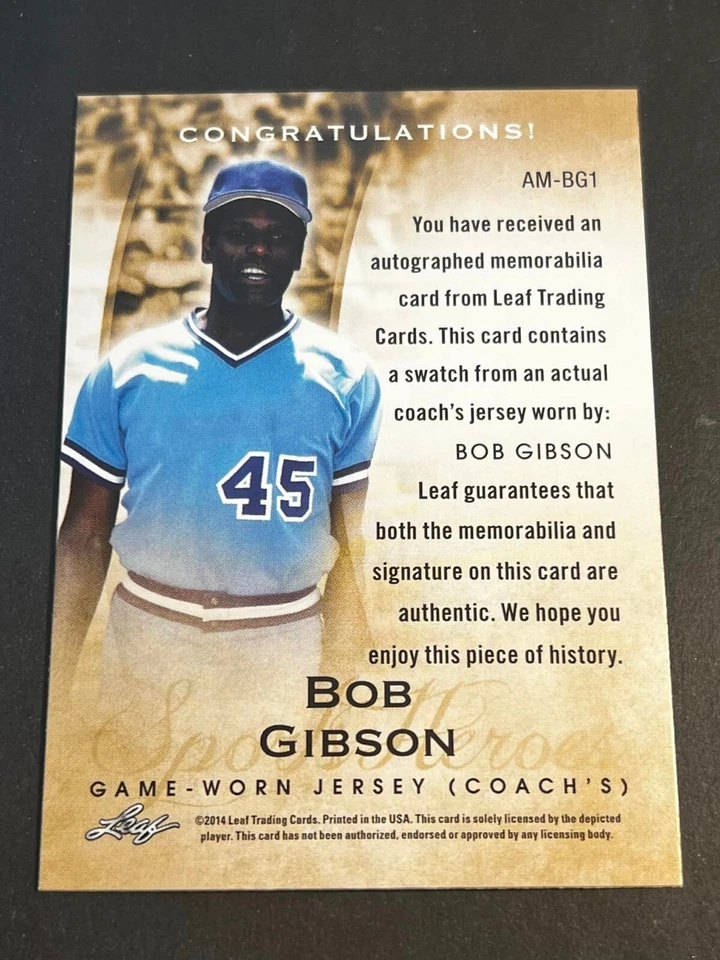 CONGRATULATIONS!
AM-BG1
You have received an
autographed memorabilia
card from Leaf Trading
Cards. This card contains
a swatch from an actual
coach's jersey worn by:
BOB GIBSON
Leaf guarantees that
both the memorabilia and
signature on this card are
authentic. We hope you
enjoy this piece of history.
45
Sports Heroes
BOB
GIBSON
GAME-WORN JERSEY (COACH'S)
Leaf
©2014 Leaf Trading Cards. Printed in the USA. This card is solely licensed by the depicted
player. This card has not been authorized, endorsed or approved by any licensing body.